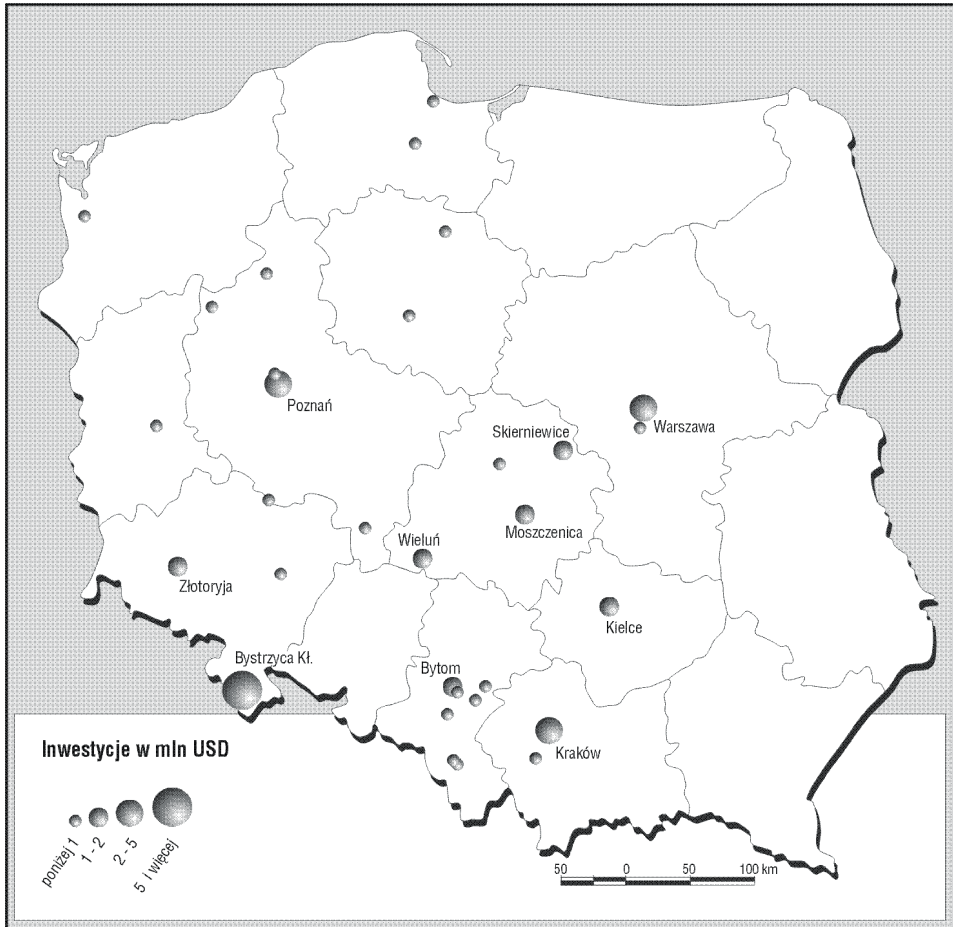 Poznań
Skierniewice
Warszawa
Wieluń
Moszczenica
Złotoryja
Kielce
Bystrzyca Kł.
Bytom
Kraków
Inwestycje w mln USD
poniżej 1
1 - 2
2 - 5
5 i więcej
50 0 50 100 km